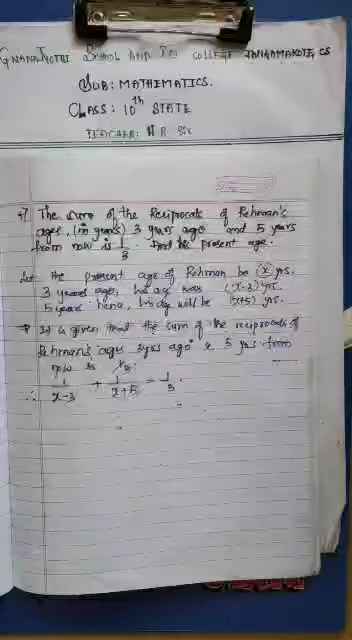 GNANAJYOTHI SCHOOL AND PU COLLEGE JANGAMAKOTE, CS
SUB: MATHEMATICS.
CLASS: 10th STATE
TEACHER: H R Sir
4) The sum of the Reciprocals of Rehman's
ages, (in years) 3 years ago and 5 years
from now is 1/3. Find his present age.
Let the present age of Rehman be (x) yrs.
3 years ago, his age was (x-3) yrs.
5 years hence, his age will be (x+5) yrs.
It is given that the sum of the reciprocals of
Rehman's ages 3yrs ago & 5 yrs from
now is 1/3.
∴ 1/x-3 + 1/x+5 = 1/3.